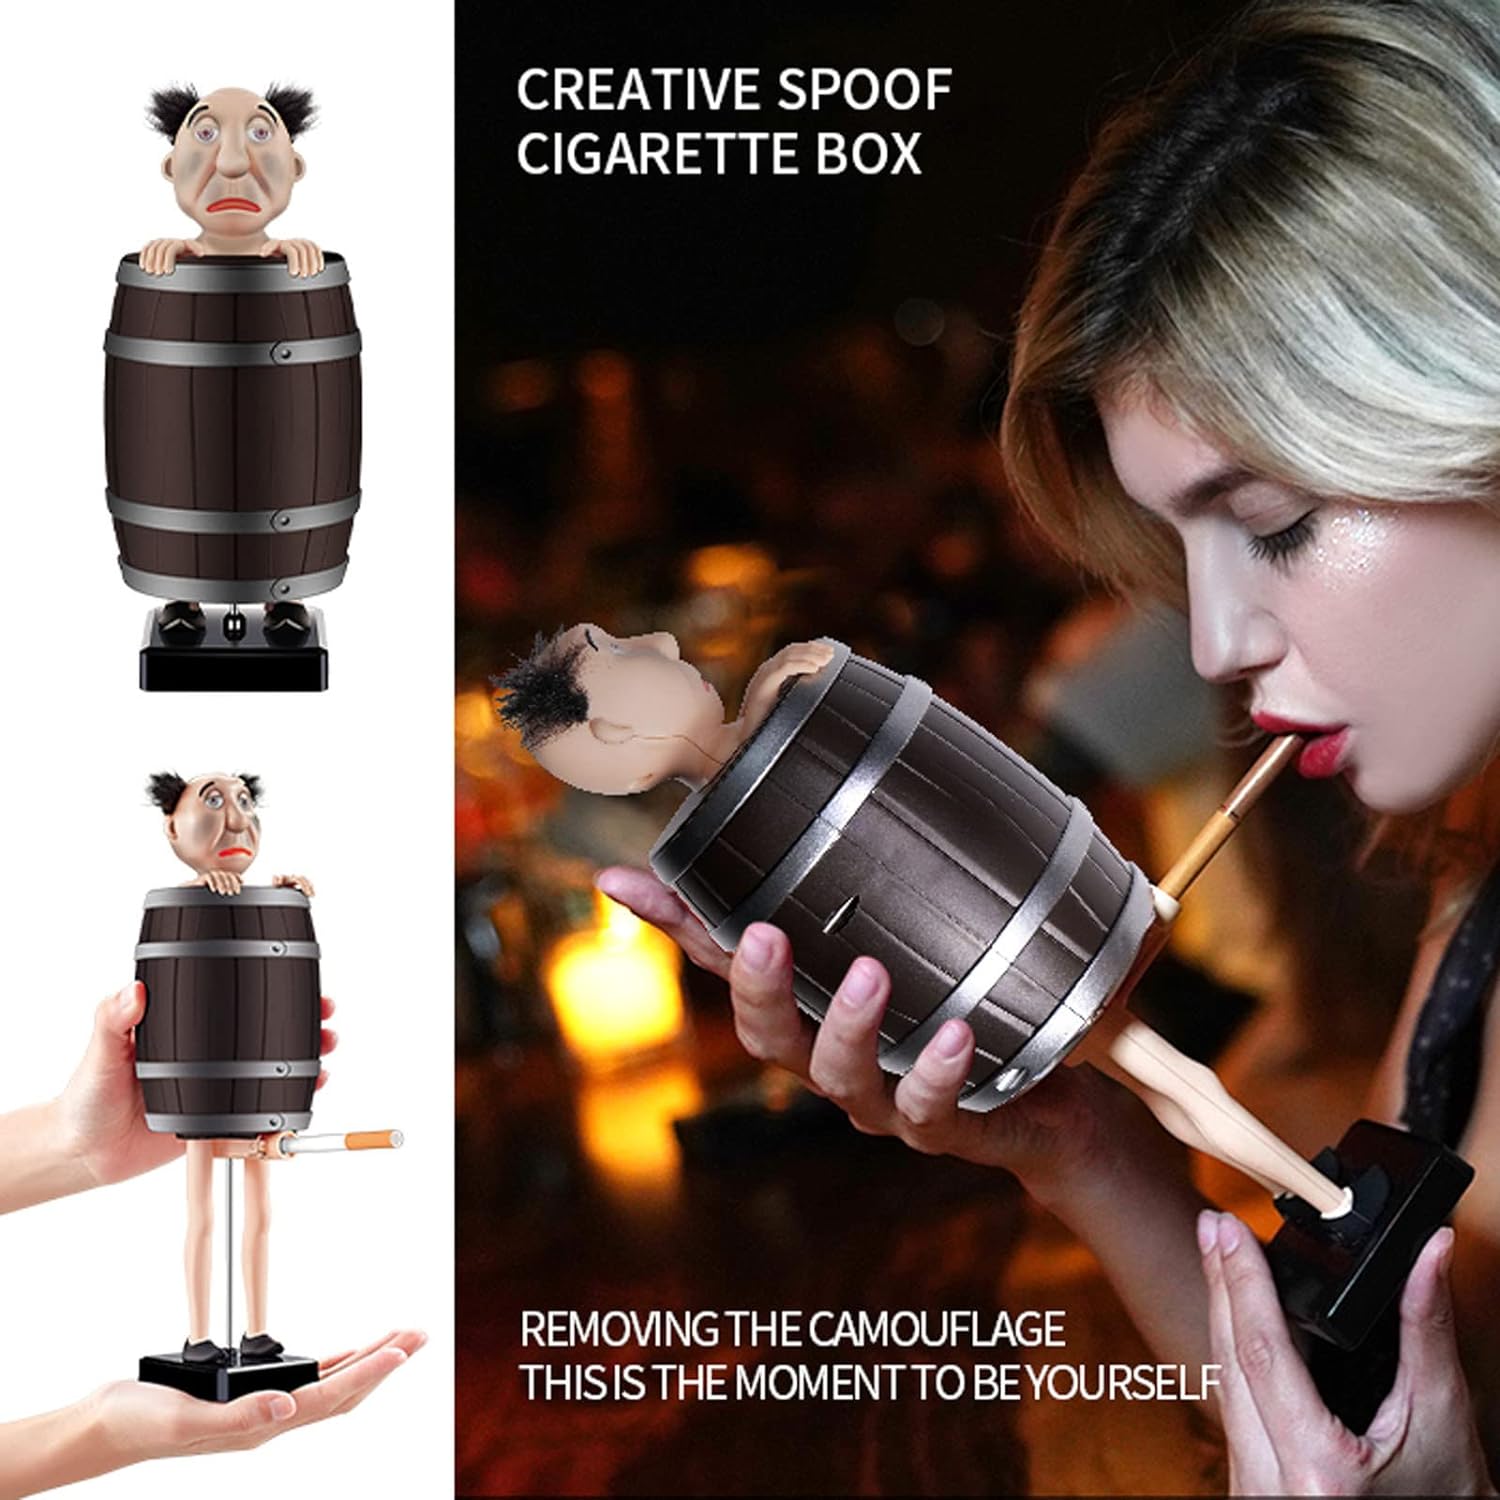 CREATIVE SPOOF
CIGARETTE BOX
REMOVING THE CAMOUFLAGE
THIS IS THE MOMENT TO BE YOURSELF